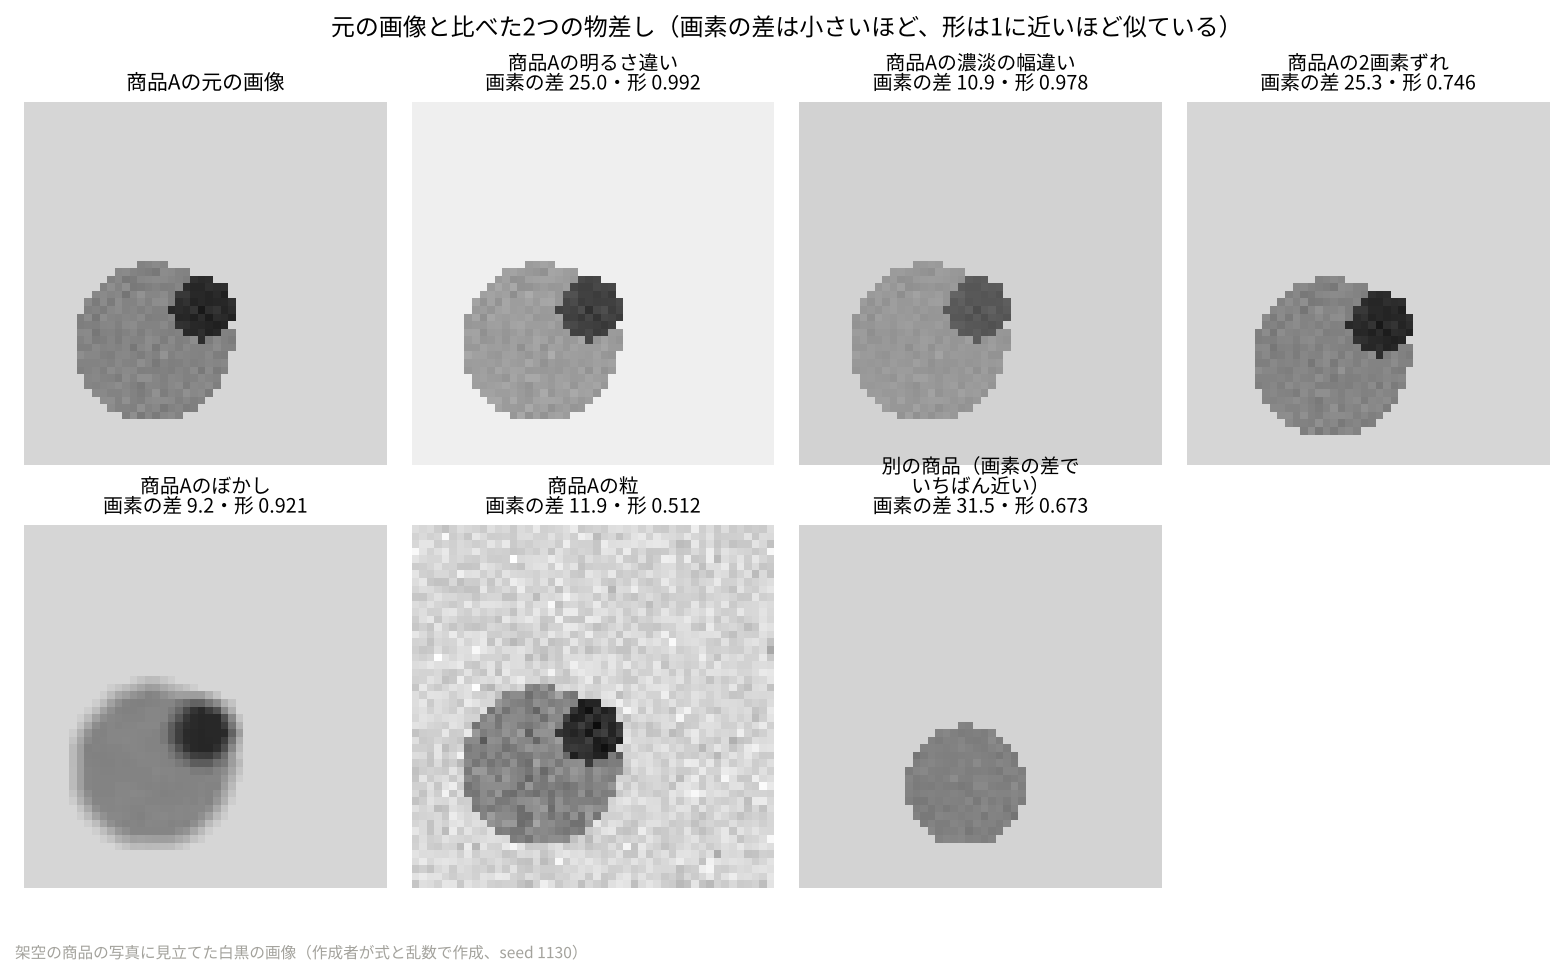 元の画像と比べた2つの物差し（画素の差は小さいほど、形は1に近いほど似ている）
商品Aの元の画像
商品Aの明るさ違い
画素の差 25.0・形 0.992
商品Aの濃淡の幅違い
画素の差 10.9・形 0.978
商品Aの2画素ずれ
画素の差 25.3・形 0.746
商品Aのぼかし
画素の差 9.2・形 0.921
商品Aの粒
画素の差 11.9・形 0.512
別の商品（画素の差で
いちばん近い）
画素の差 31.5・形 0.673
架空の商品の写真に見立てた白黒の画像（作成者が式と乱数で作成、seed 1130）